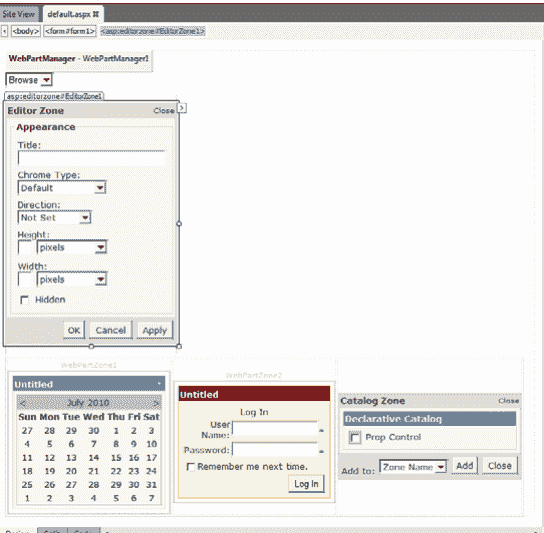 Site View default.aspx ✕
< <body> <form#form1> <asp:editorzone#EditorZone1>
WebPartManager - WebPartManager1
Browse
asp:editorzone#EditorZone1
Editor Zone Close
Appearance
Title:
Chrome Type:
Default
Direction:
Not Set
Height:
pixels
Width:
pixels
Hidden
OK Cancel Apply
WebPartZone1
Untitled
< July 2010 >
Sun Mon Tue Wed Thu Fri Sat
27 28 29 30 1 2 3
4 5 6 7 8 9 10
11 12 13 14 15 16 17
18 19 20 21 22 23 24
25 26 27 28 29 30 31
1 2 3 4 5 6 7
WebPartZone2
Untitled
Log In
User
Name:
Password:
Remember me next time.
Log In
Catalog Zone Close
Declarative Catalog
Prop Control
Add to: Zone Name Add Close